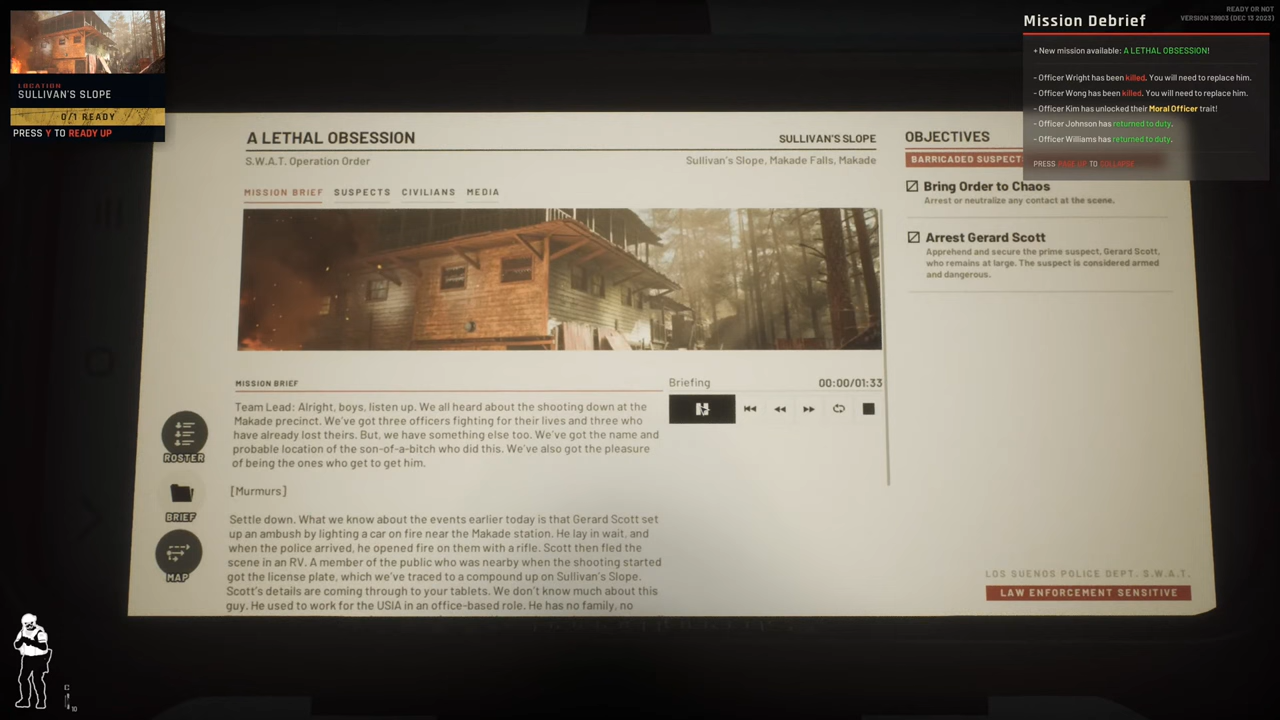 LOCATION
SULLIVAN'S SLOPE
0/1 READY
PRESS Y TO READY UP
READY OR NOT
VERSION 39903 (DEC 13 2023)
Mission Debrief
+ New mission available: A LETHAL OBSESSION!
- Officer Wright has been killed. You will need to replace him.
- Officer Wong has been killed. You will need to replace him.
- Officer Kim has unlocked their Moral Officer trait!
- Officer Johnson has returned to duty.
- Officer Williams has returned to duty.
PRESS PAGE UP TO COLLAPSE
A LETHAL OBSESSION
SULLIVAN'S SLOPE
S.W.A.T. Operation Order
Sullivan's Slope, Makade Falls, Makade
MISSION BRIEF SUSPECTS CIVILIANS MEDIA
MISSION BRIEF
Team Lead: Alright, boys, listen up. We all heard about the shooting down at the
Makade precinct. We've got three officers fighting for their lives and three who
have already lost theirs. But, we have something else too. We've got the name and
probable location of the son-of-a-bitch who did this. We've also got the pleasure
of being the ones who get to get him.
[Murmurs]
Settle down. What we know about the events earlier today is that Gerard Scott set
up an ambush by lighting a car on fire near the Makade station. He lay in wait, and
when the police arrived, he opened fire on them with a rifle. Scott then fled the
scene in an RV. A member of the public who was nearby when the shooting started
got the license plate, which we've traced to a compound up on Sullivan's Slope.
Scott's details are coming through to your tablets. We don't know much about this
guy. He used to work for the USIA in an office-based role. He has no family, no
Briefing
00:00/01:33
OBJECTIVES
BARRICADED SUSPECT
Bring Order to Chaos
Arrest or neutralize any contact at the scene.
Arrest Gerard Scott
Apprehend and secure the prime suspect, Gerard Scott,
who remains at large. The suspect is considered armed
and dangerous.
ROSTER
BRIEF
MAP
LOS SUENOS POLICE DEPT. S.W.A.T.
LAW ENFORCEMENT SENSITIVE
10